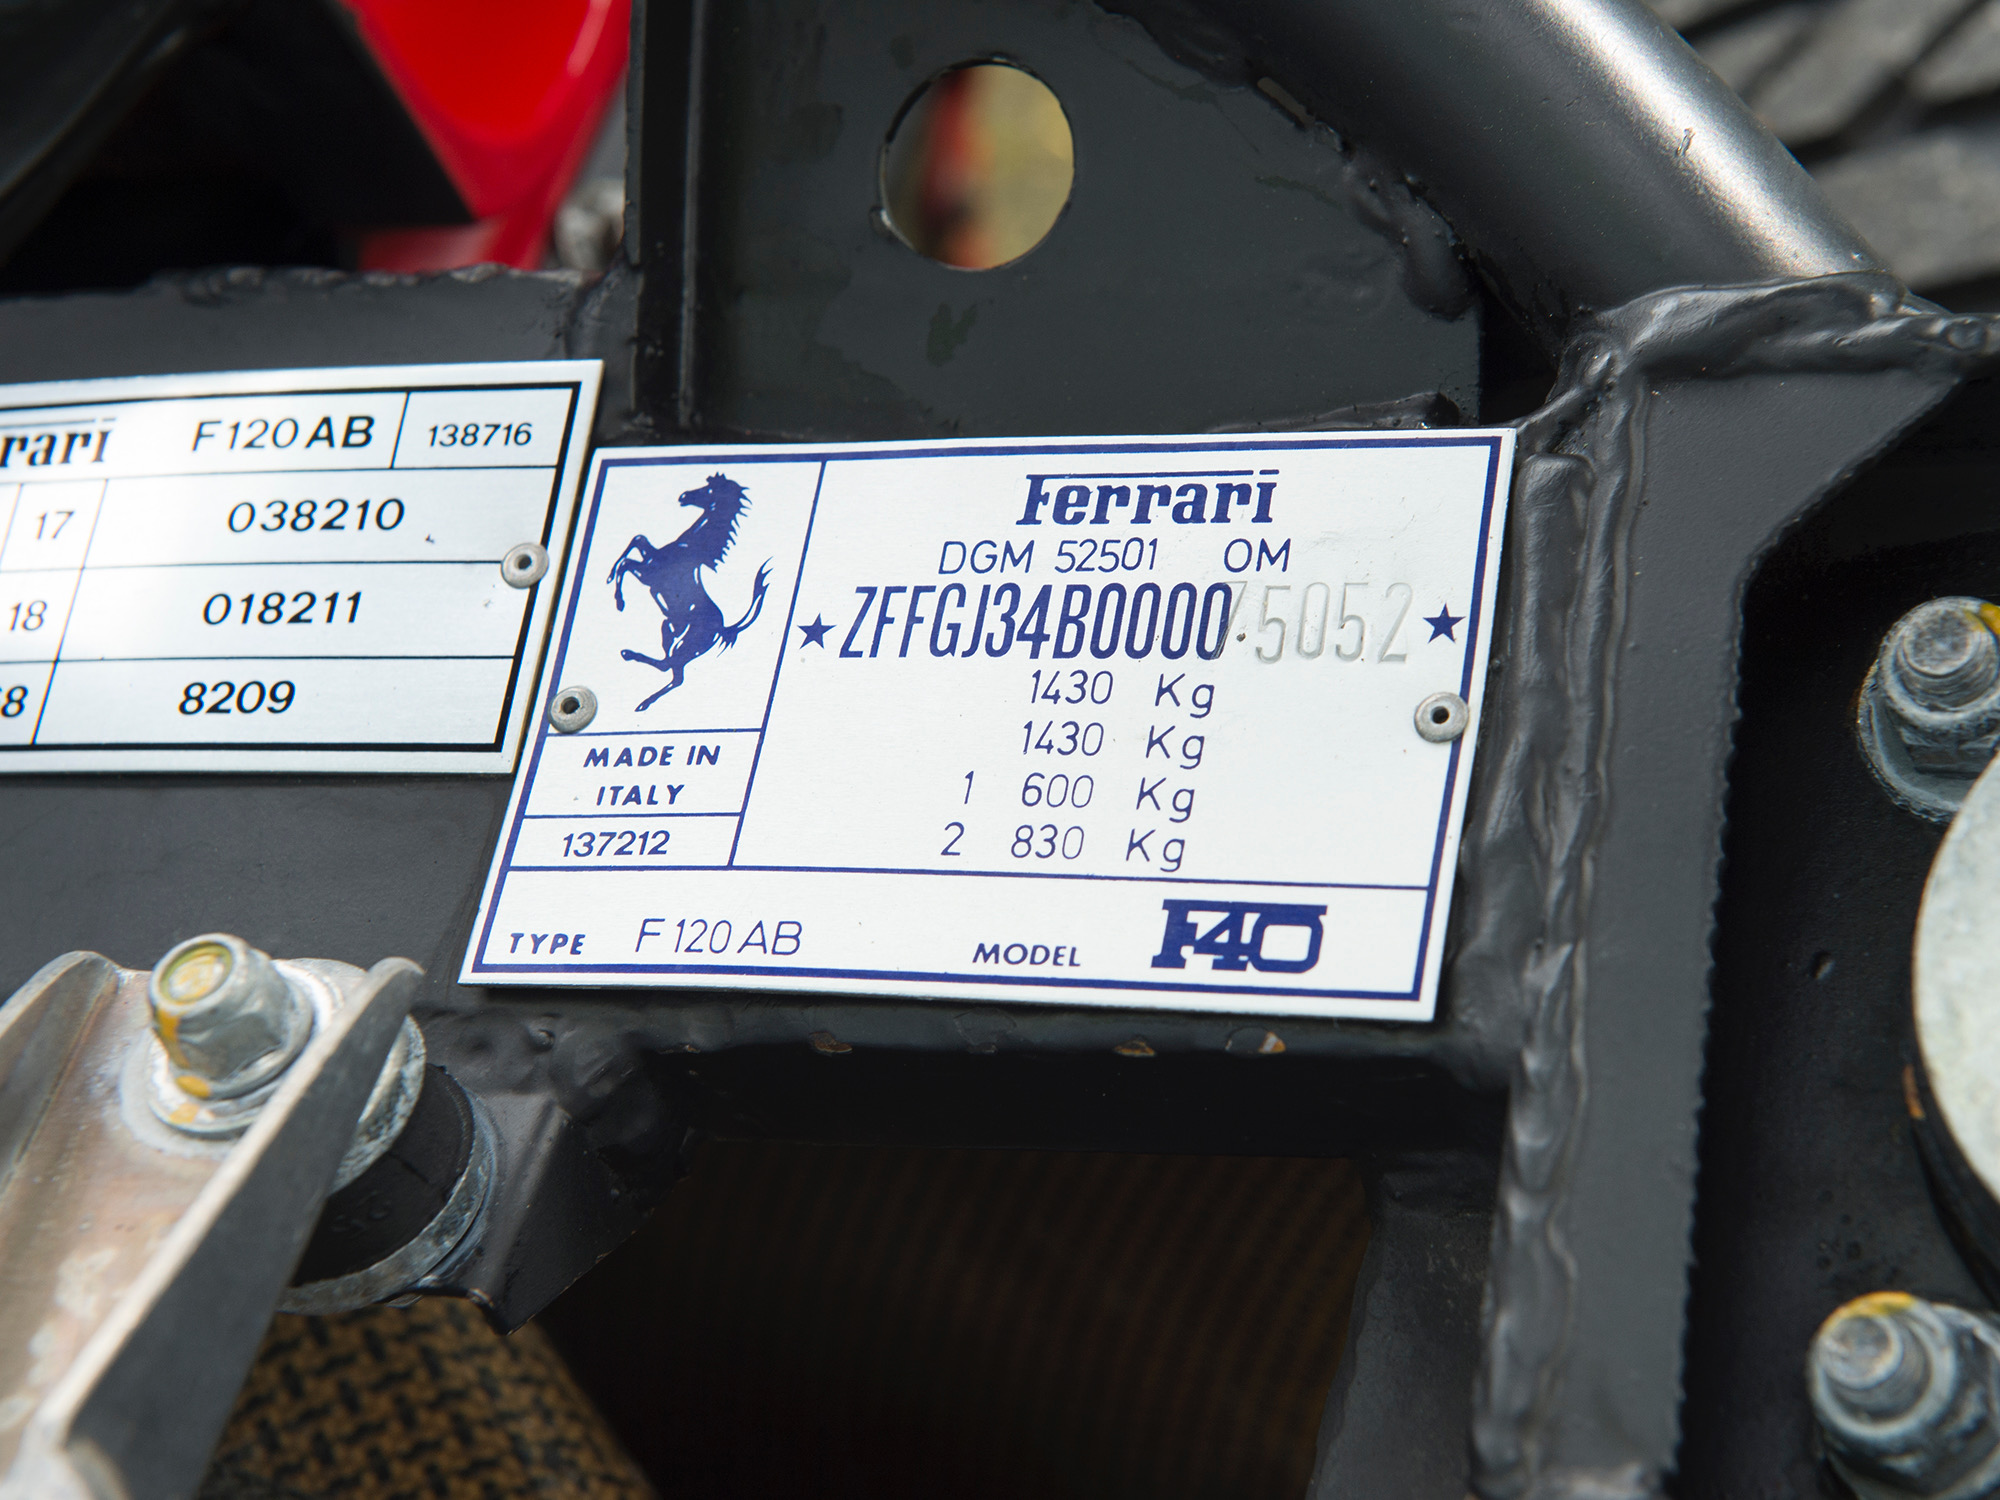 rari F120AB 138716
17 038210
18 018211
8 8209
Ferrari
DGM 52501 OM
★ZFFGJ34B000075052★
1430 Kg
1430 Kg
1 600 Kg
2 830 Kg
MADE IN
ITALY
137212
TYPE F120AB MODEL F40